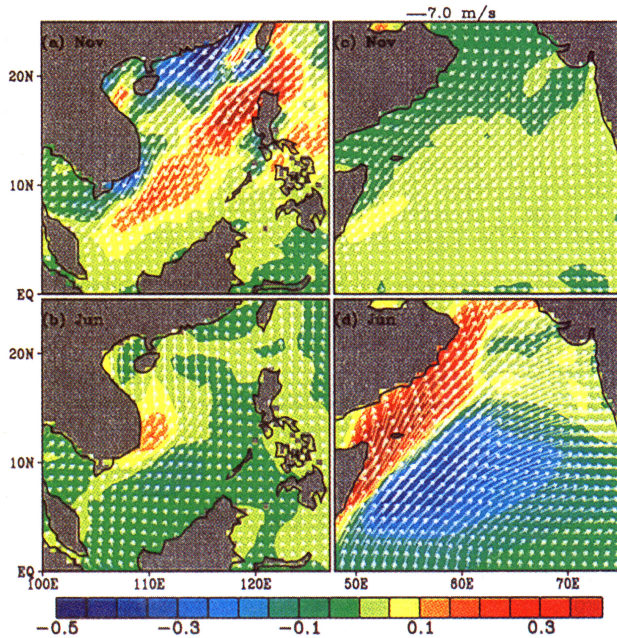 —7.0 m/s
(a) Nov
(c) Nov
20N
10N
EQ
(b) Jun
(d) Jun
20N
10N
EQ
100E 110E 120E 50E 60E 70E
−0.5 −0.3 −0.1 0.1 0.3